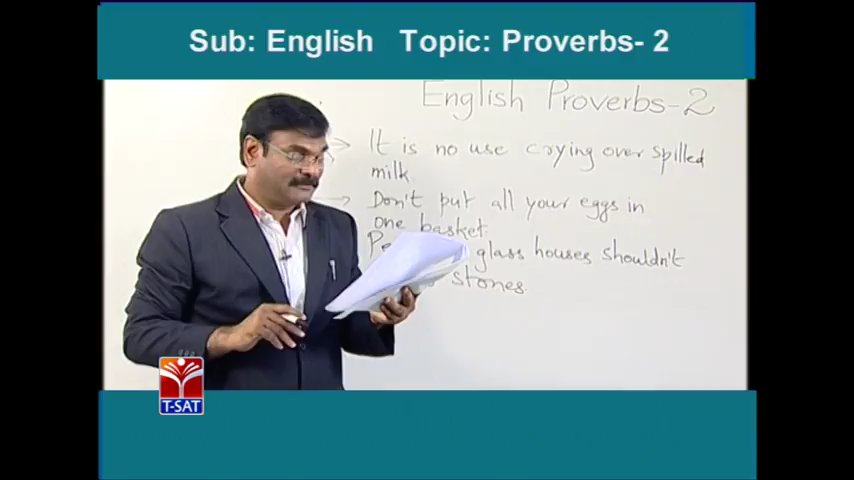 Sub: English Topic: Proverbs- 2
English Proverbs-2
It is no use crying over spilled
milk.
Don't put all your eggs in
one basket.
glass houses shouldn't
stones.
T-SAT